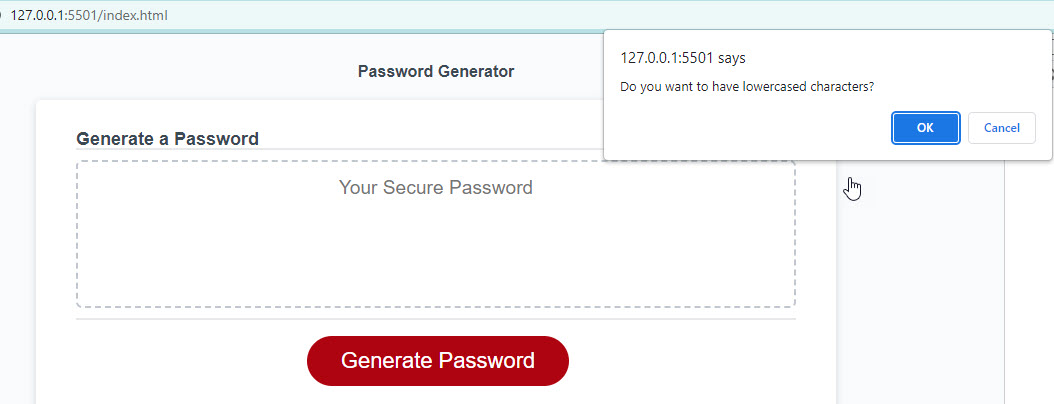 127.0.0.1:5501/index.html
127.0.0.1:5501 says
Do you want to have lowercased characters?
OK
Cancel
Password Generator
Generate a Password
Your Secure Password
Generate Password